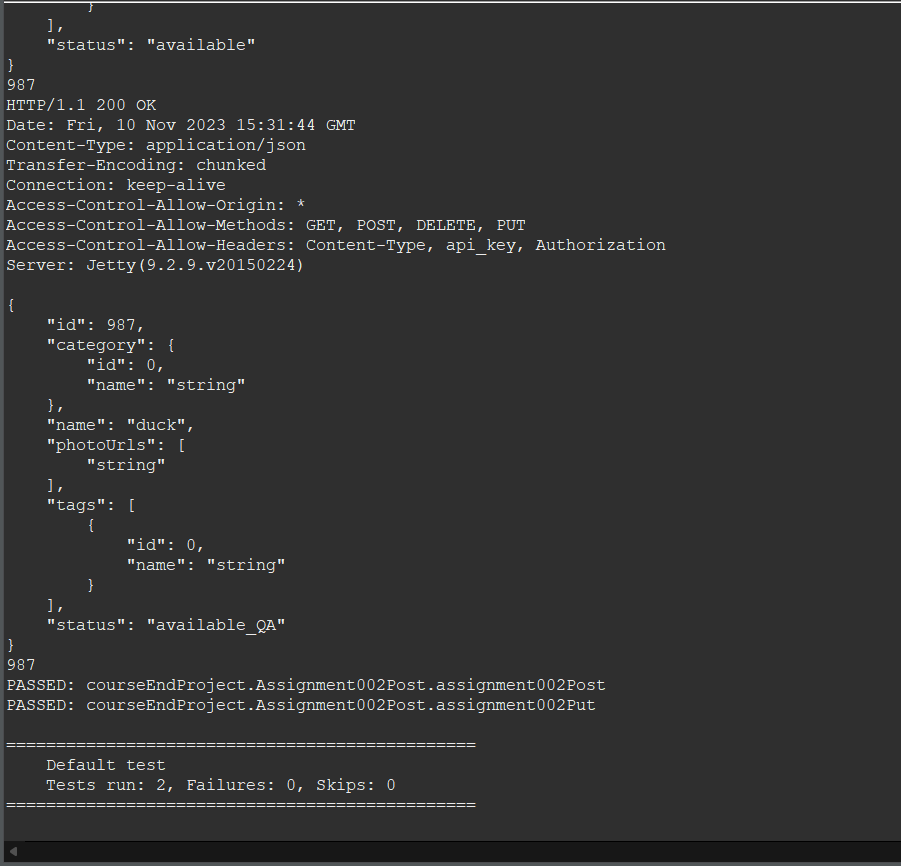 }
    ],
    "status": "available"
}
987
HTTP/1.1 200 OK
Date: Fri, 10 Nov 2023 15:31:44 GMT
Content-Type: application/json
Transfer-Encoding: chunked
Connection: keep-alive
Access-Control-Allow-Origin: *
Access-Control-Allow-Methods: GET, POST, DELETE, PUT
Access-Control-Allow-Headers: Content-Type, api_key, Authorization
Server: Jetty(9.2.9.v20150224)

{
    "id": 987,
    "category": {
        "id": 0,
        "name": "string"
    },
    "name": "duck",
    "photoUrls": [
        "string"
    ],
    "tags": [
        {
            "id": 0,
            "name": "string"
        }
    ],
    "status": "available_QA"
}
987
PASSED: courseEndProject.Assignment002Post.assignment002Post
PASSED: courseEndProject.Assignment002Post.assignment002Put

===============================================
    Default test
    Tests run: 2, Failures: 0, Skips: 0
===============================================